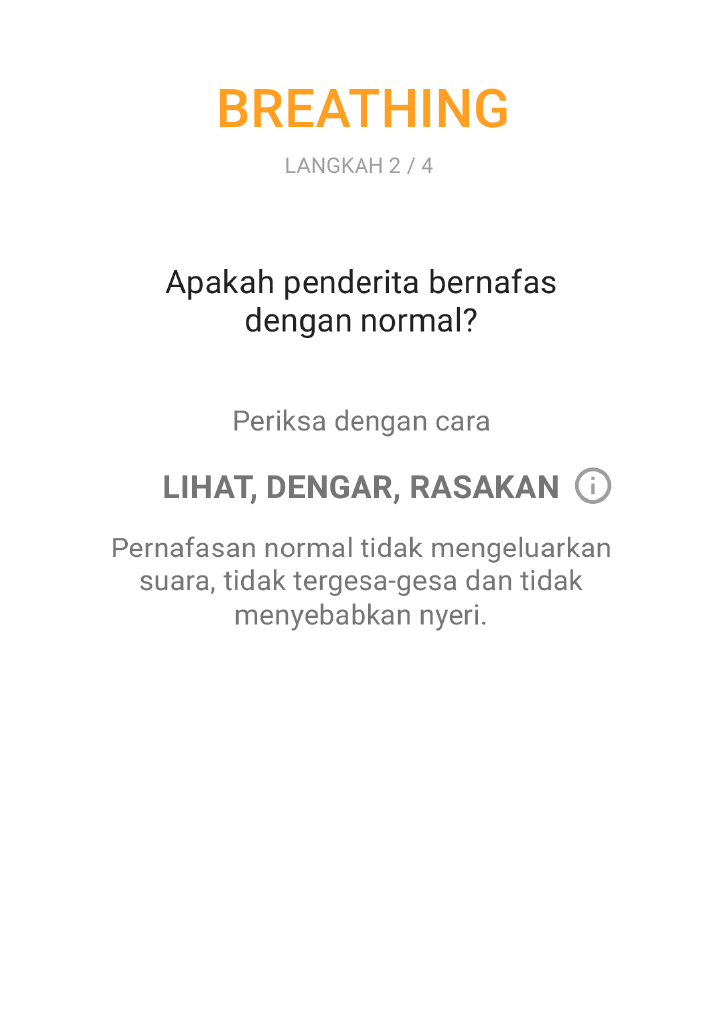 BREATHING
LANGKAH 2 / 4
Apakah penderita bernafas
dengan normal?
Periksa dengan cara
LIHAT, DENGAR, RASAKAN
Pernafasan normal tidak mengeluarkan
suara, tidak tergesa-gesa dan tidak
menyebabkan nyeri.